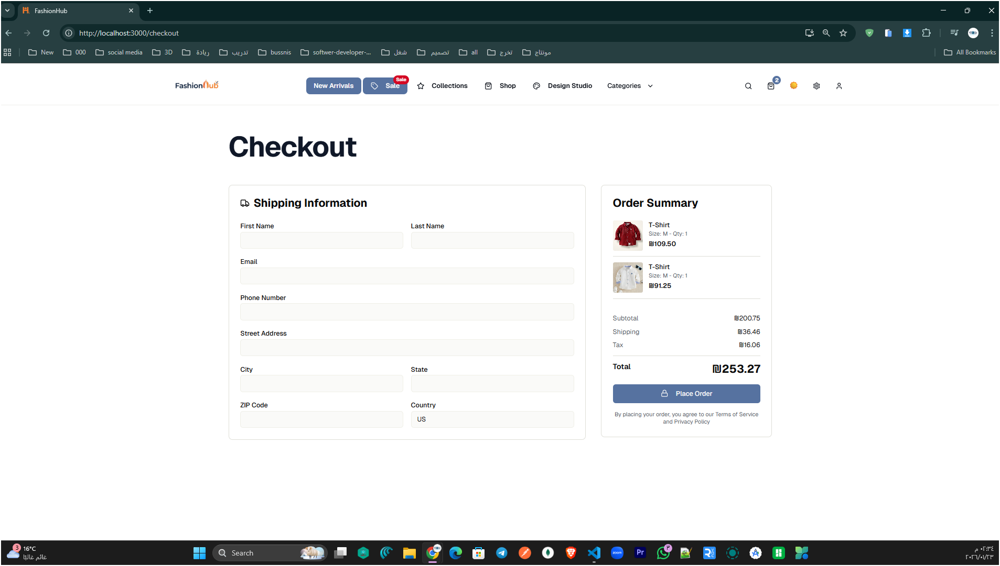 FashionHub
http://localhost:3000/checkout
New
000
social media
3D
ريادة
تدريب
bussnis
softwer-developer-...
شغل
تصميم
all
تخرج
مونتاج
All Bookmarks
FashionHub
New Arrivals
Sale
Sale
Collections
Shop
Design Studio
Categories
2
Checkout
Shipping Information
First Name
Last Name
Email
Phone Number
Street Address
City
State
ZIP Code
Country
US
Order Summary
T-Shirt
Size: M - Qty: 1
₪109.50
T-Shirt
Size: M - Qty: 1
₪91.25
Subtotal
₪200.75
Shipping
₪36.46
Tax
₪16.06
Total
₪253.27
Place Order
By placing your order, you agree to our Terms of Service
and Privacy Policy
3
16°C
غائم غالبًا
Search
zoom
Pr
٣
٠٢:٣٤ م
٢٠٢٦/٠١/٢٣